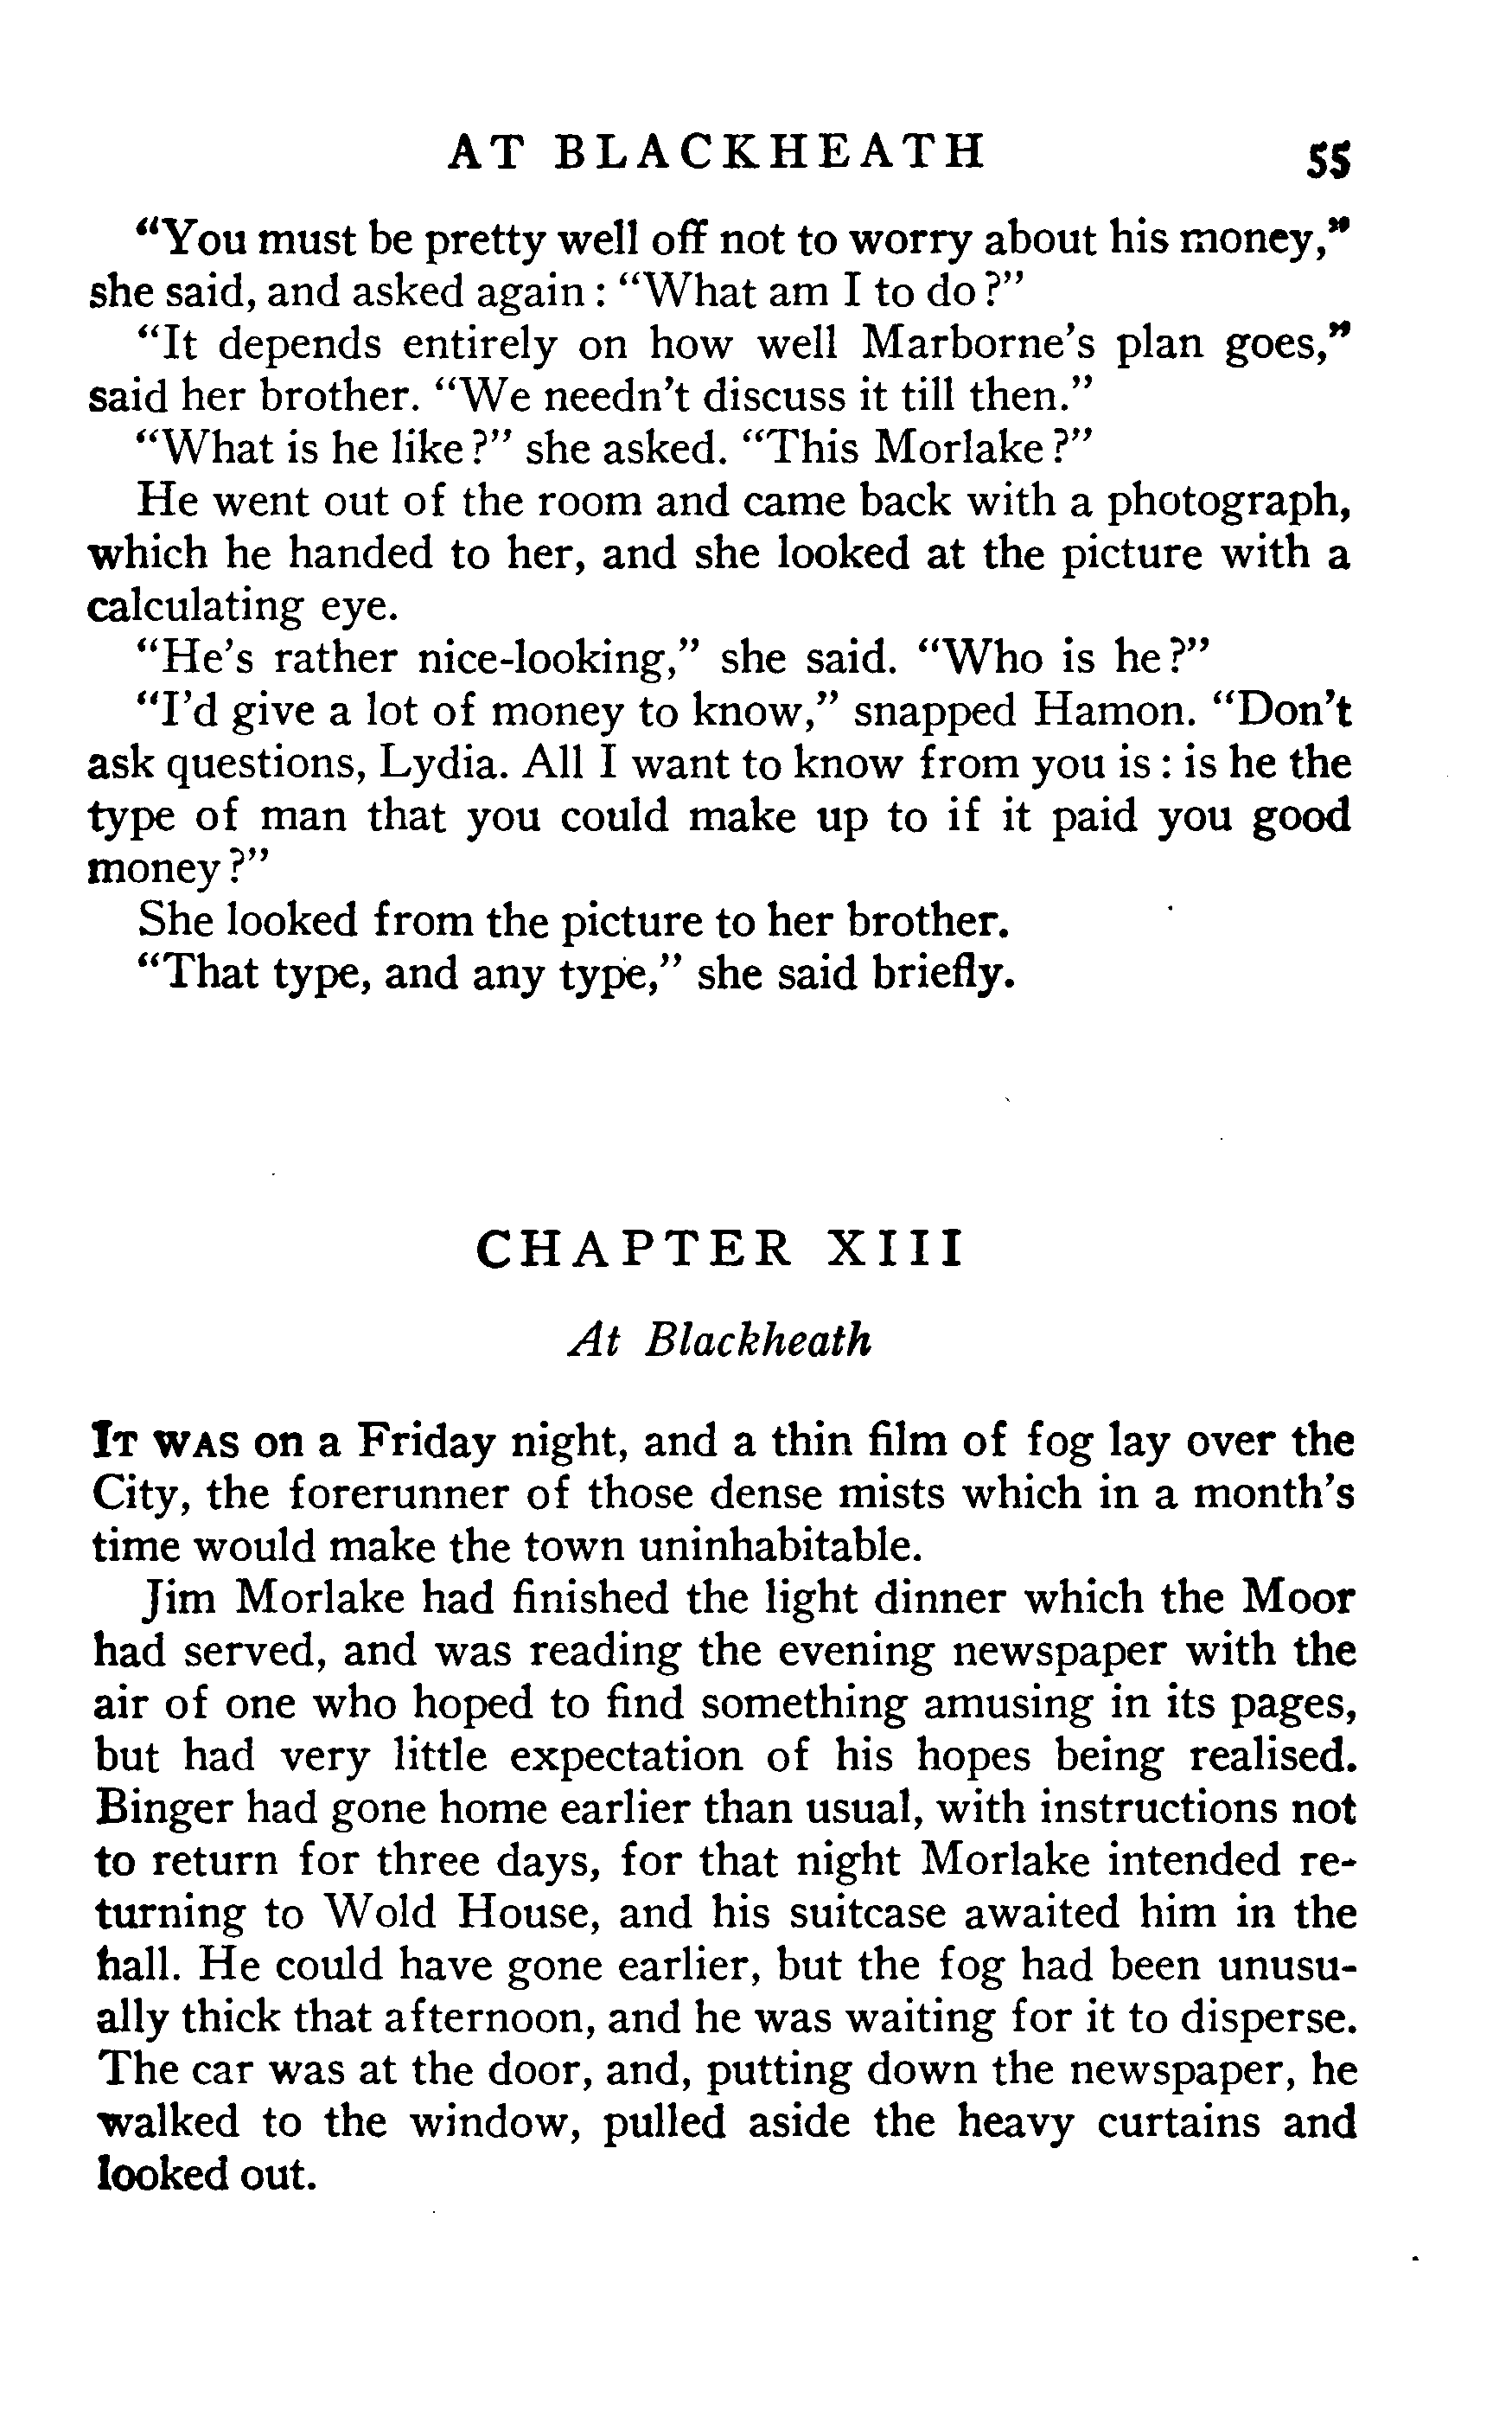 AT BLACKHEATH 55
"You must be pretty well off not to worry about his money,"
she said, and asked again: "What am I to do?"
"It depends entirely on how well Marborne's plan goes,"
said her brother. "We needn't discuss it till then."
"What is he like?" she asked. "This Morlake?"
He went out of the room and came back with a photograph,
which he handed to her, and she looked at the picture with a
calculating eye.
"He's rather nice-looking," she said. "Who is he?"
"I'd give a lot of money to know," snapped Hamon. "Don't
ask questions, Lydia. All I want to know from you is: is he the
type of man that you could make up to if it paid you good
money?"
She looked from the picture to her brother.
"That type, and any type," she said briefly.
CHAPTER XIII
At Blackheath
IT WAS on a Friday night, and a thin film of fog lay over the
City, the forerunner of those dense mists which in a month's
time would make the town uninhabitable.
Jim Morlake had finished the light dinner which the Moor
had served, and was reading the evening newspaper with the
air of one who hoped to find something amusing in its pages,
but had very little expectation of his hopes being realised.
Binger had gone home earlier than usual, with instructions not
to return for three days, for that night Morlake intended re-
turning to Wold House, and his suitcase awaited him in the
hall. He could have gone earlier, but the fog had been unusu-
ally thick that afternoon, and he was waiting for it to disperse.
The car was at the door, and, putting down the newspaper, he
walked to the window, pulled aside the heavy curtains and
looked out.